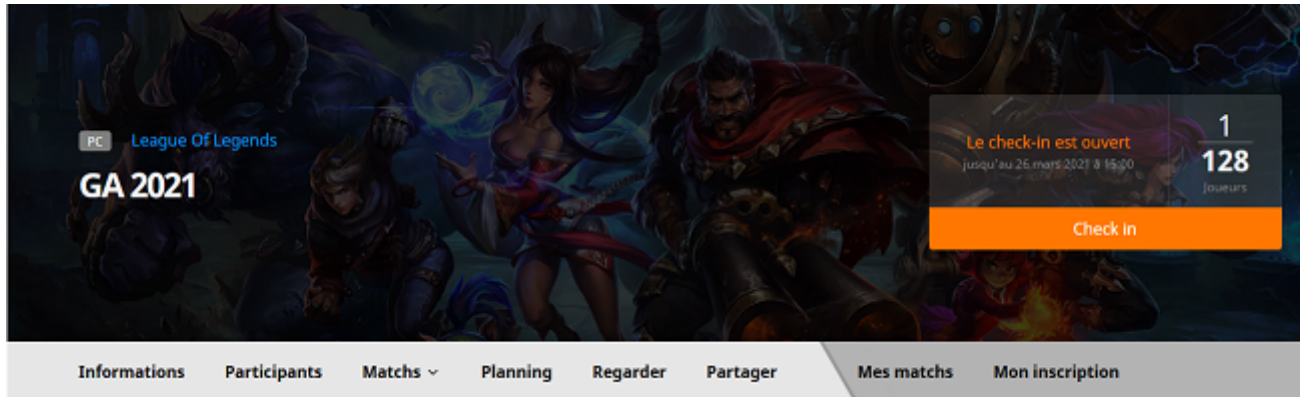 PC League Of Legends
GA 2021
Le check-in est ouvert
jusqu'au 26 mars 2021 à 15:00
1
128
Joueurs
Check in
Informations Participants Matchs Planning Regarder Partager Mes matchs Mon inscription